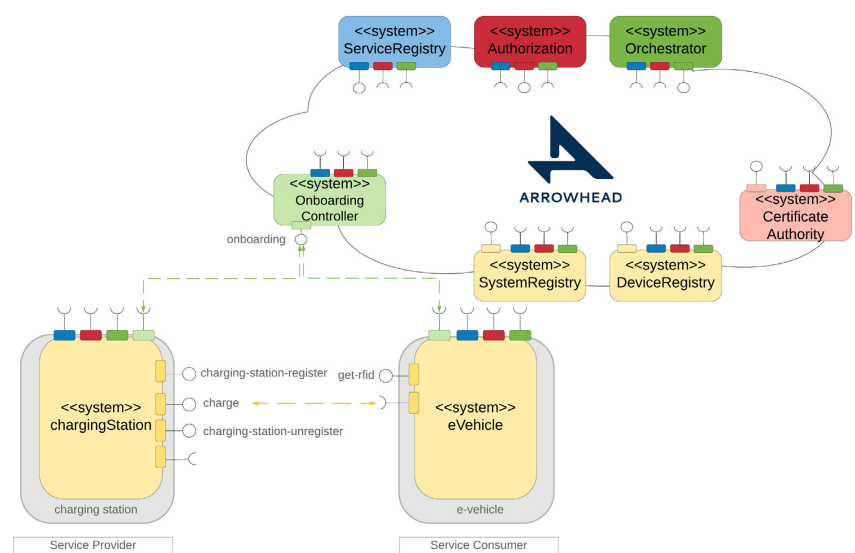 <<system>>
ServiceRegistry
<<system>>
Authorization
<<system>>
Orchestrator
ARROWHEAD
<<system>>
Onboarding
Controller
<<system>>
Certificate
Authority
onboarding
<<system>>
SystemRegistry
<<system>>
DeviceRegistry
charging-station-register
get-rfid
<<system>>
chargingStation
charge
<<system>>
eVehicle
charging-station-unregister
charging station
e-vehicle
Service Provider
Service Consumer